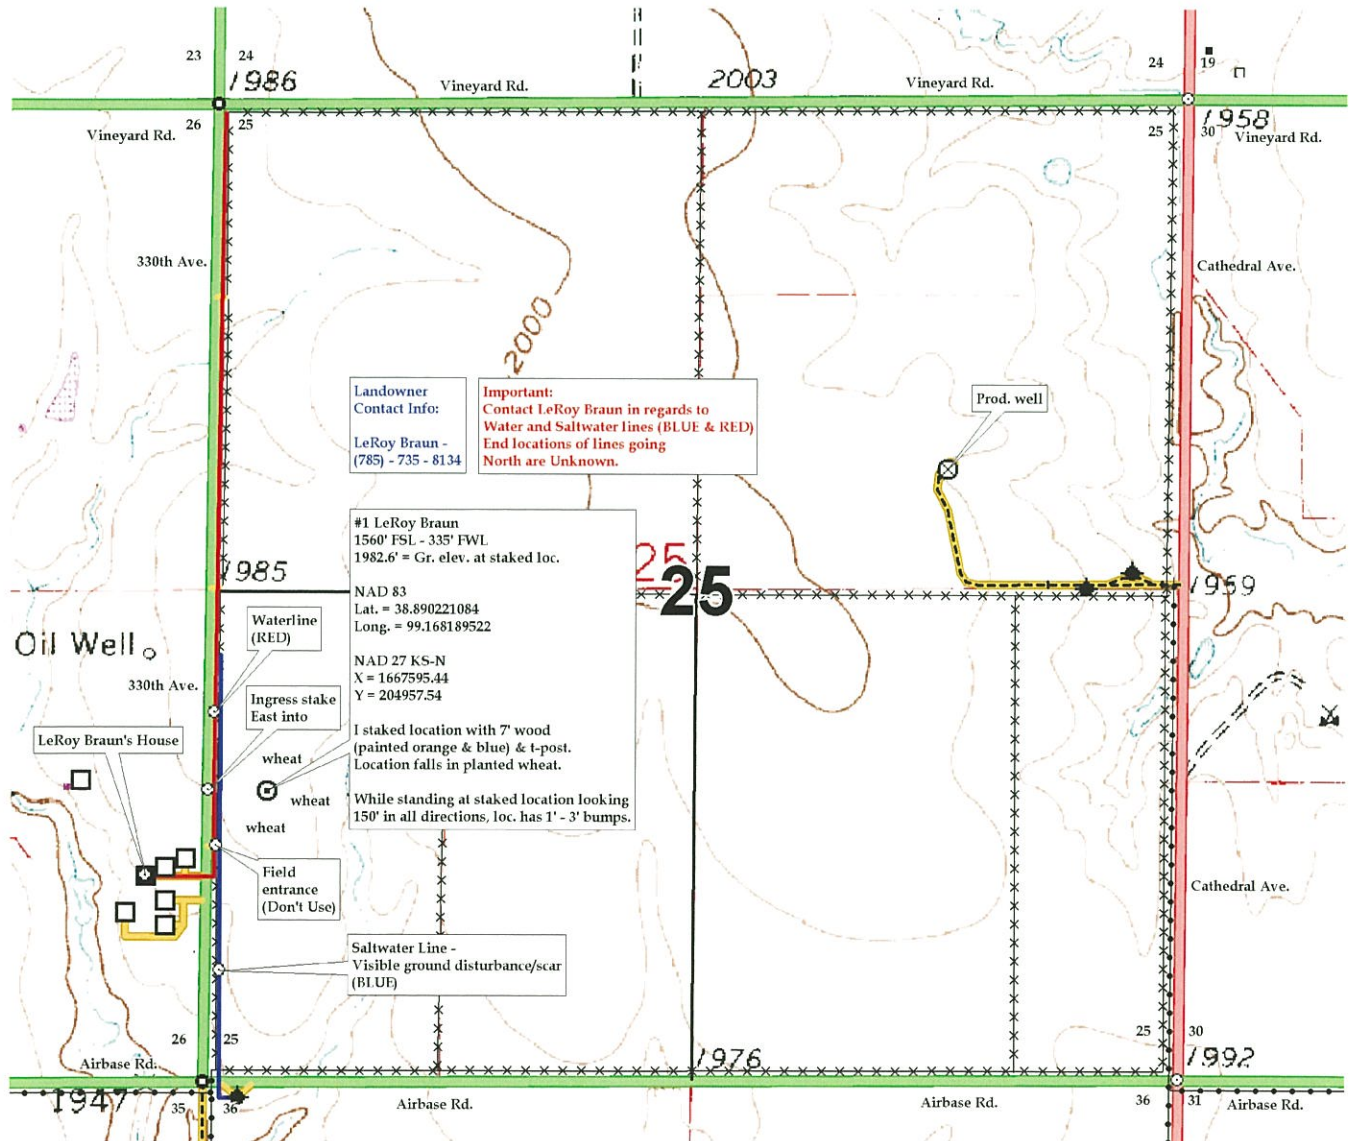 23
24
1986
Vineyard Rd.
2003
Vineyard Rd.
24
19
Vineyard Rd.
26
25
25
30
1958
Vineyard Rd.
330th Ave.
Cathedral Ave.
2000
Landowner
Contact Info:
LeRoy Braun -
(785) - 735 - 8134
Important:
Contact LeRoy Braun in regards to
Water and Saltwater lines (BLUE & RED)
End locations of lines going
North are Unknown.
Prod. well
#1 LeRoy Braun
1560' FSL - 335' FWL
1982.6' = Gr. elev. at staked loc.
NAD 83
Lat. = 38.890221084
Long. = 99.168189522
NAD 27 KS-N
X = 1667595.44
Y = 204957.54
I staked location with 7' wood
(painted orange & blue) & t-post.
Location falls in planted wheat.
While standing at staked location looking
150' in all directions, loc. has 1' - 3' bumps.
1985
25
25
1959
Waterline
(RED)
Oil Well
330th Ave.
Ingress stake
East into
LeRoy Braun's House
wheat
wheat
wheat
Field
entrance
(Don't Use)
Cathedral Ave.
Saltwater Line -
Visible ground disturbance/scar
(BLUE)
26
25
25
30
Airbase Rd.
1976
1992
1947
35
36
Airbase Rd.
Airbase Rd.
36
31
Airbase Rd.